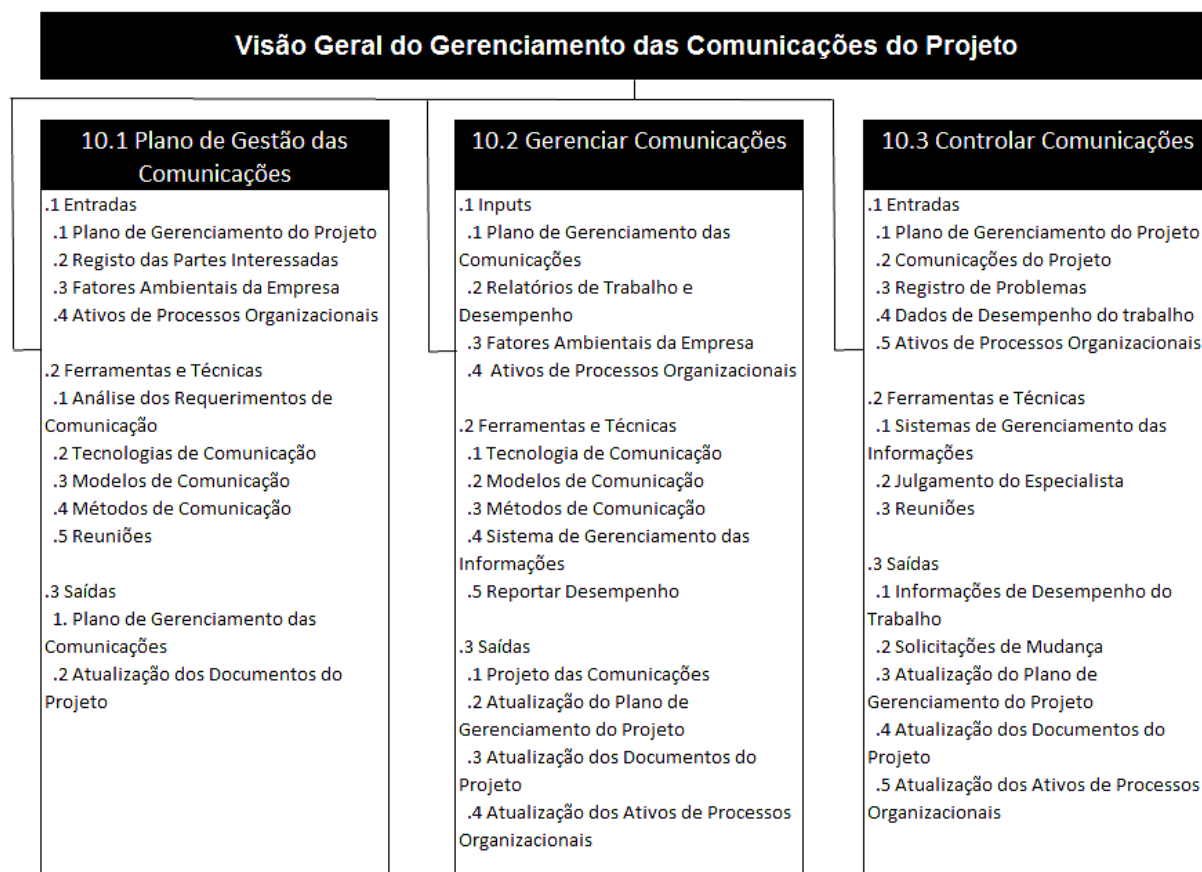 Visão Geral do Gerenciamento das Comunicações do Projeto
10.1 Plano de Gestão das
Comunicações
.1 Entradas
.1 Plano de Gerenciamento do Projeto
.2 Registo das Partes Interessadas
.3 Fatores Ambientais da Empresa
.4 Ativos de Processos Organizacionais
.2 Ferramentas e Técnicas
.1 Análise dos Requerimentos de
Comunicação
.2 Tecnologias de Comunicação
.3 Modelos de Comunicação
.4 Métodos de Comunicação
.5 Reuniões
.3 Saídas
1. Plano de Gerenciamento das
Comunicações
.2 Atualização dos Documentos do
Projeto
10.2 Gerenciar Comunicações
.1 Inputs
.1 Plano de Gerenciamento das
Comunicações
.2 Relatórios de Trabalho e
Desempenho
.3 Fatores Ambientais da Empresa
.4 Ativos de Processos Organizacionais
.2 Ferramentas e Técnicas
.1 Tecnologia de Comunicação
.2 Modelos de Comunicação
.3 Métodos de Comunicação
.4 Sistema de Gerenciamento das
Informações
.5 Reportar Desempenho
.3 Saídas
.1 Projeto das Comunicações
.2 Atualização do Plano de
Gerenciamento do Projeto
.3 Atualização dos Documentos do
Projeto
.4 Atualização dos Ativos de Processos
Organizacionais
10.3 Controlar Comunicações
.1 Entradas
.1 Plano de Gerenciamento do Projeto
.2 Comunicações do Projeto
.3 Registro de Problemas
.4 Dados de Desempenho do trabalho
.5 Ativos de Processos Organizacionais
.2 Ferramentas e Técnicas
.1 Sistemas de Gerenciamento das
Informações
.2 Julgamento do Especialista
.3 Reuniões
.3 Saídas
.1 Informações de Desempenho do
Trabalho
.2 Solicitações de Mudança
.3 Atualização do Plano de
Gerenciamento do Projeto
.4 Atualização dos Documentos do
Projeto
.5 Atualização dos Ativos de Processos
Organizacionais